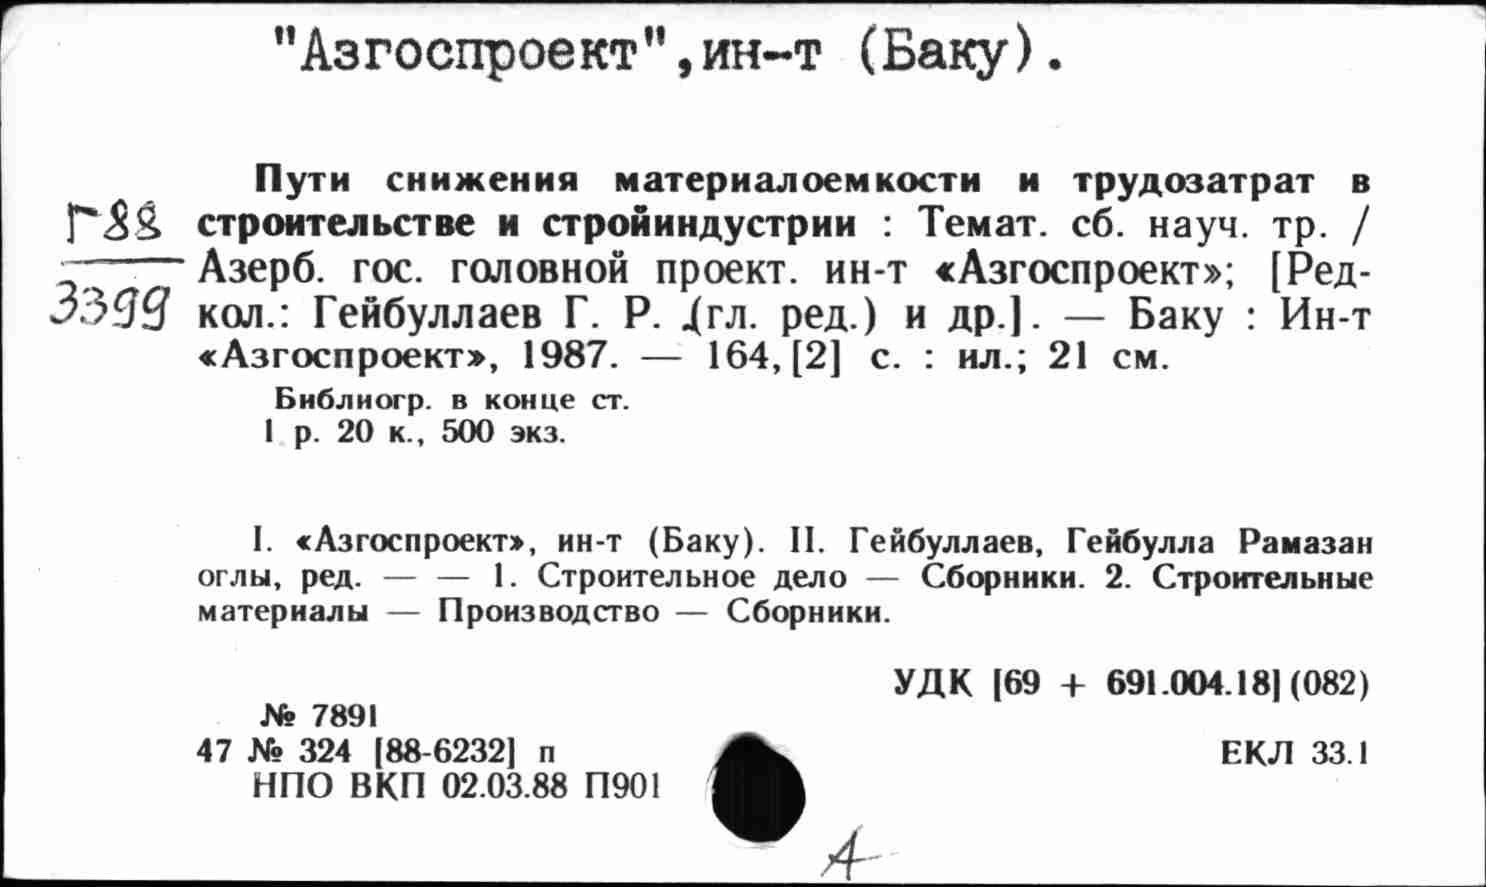 "Азгоспроект",ин-т (Баку).
Пути снижения материалоемкости и трудозатрат в
Г88 строительстве и стройиндустрии : Темат. сб. науч. тр. /
Азерб. гос. головной проект. ин-т «Азгоспроект»; [Ред-
3399 кол.: Гейбуллаев Г. Р. (гл. ред.) и др.]. — Баку : Ин-т
«Азгоспроект», 1987. — 164, [2] с. : ил.; 21 см.
Библиогр. в конце ст.
1 р. 20 к., 500 экз.
I. «Азгоспроект», ин-т (Баку). II. Гейбуллаев, Гейбулла Рамазан
оглы, ред. — — 1. Строительное дело — Сборники. 2. Строительные
материалы — Производство — Сборники.
УДК [69 + 691.004.18] (082)
№ 7891
47 № 324 [88-6232] п ЕКЛ 33.1
НПО ВКП 02.03.88 П901
А